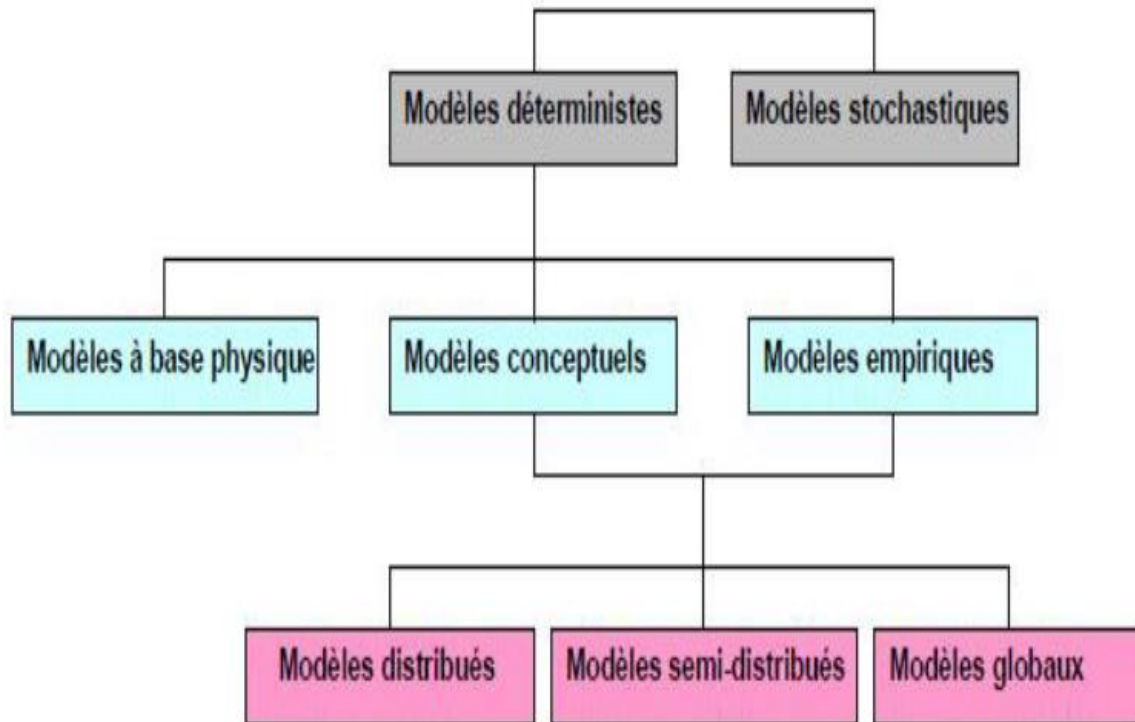 Modèles déterministes
Modèles stochastiques
Modèles à base physique
Modèles conceptuels
Modèles empiriques
Modèles distribués
Modèles semi-distribués
Modèles globaux